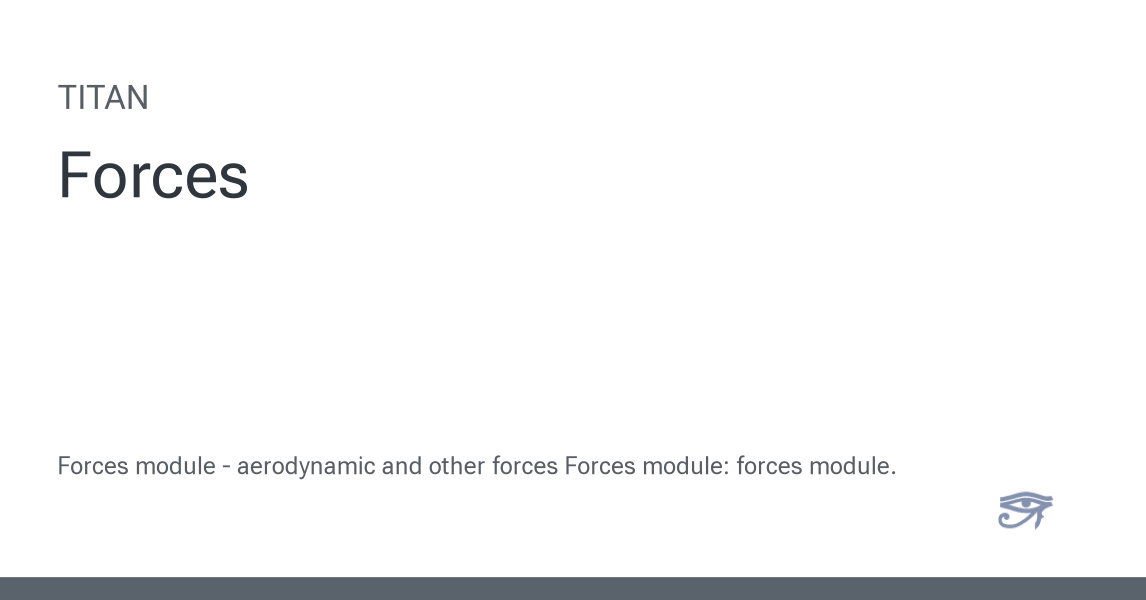 TITAN
Forces
Forces module - aerodynamic and other forces Forces module: forces module.